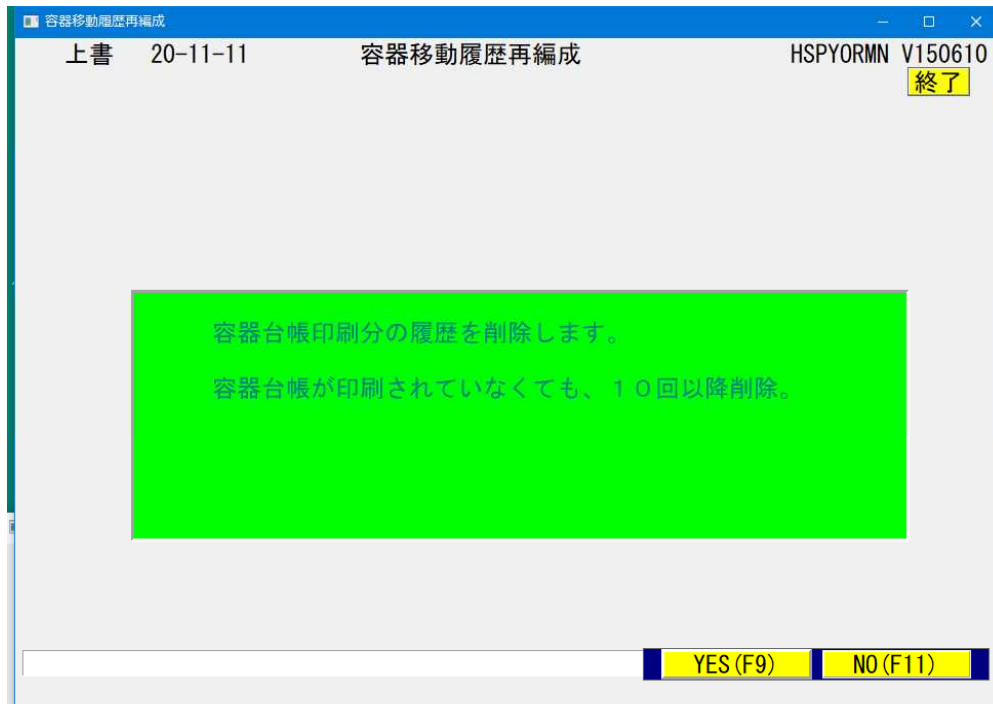 容器移動履歴再編成
上書 20-11-11 容器移動履歴再編成 HSPYORMN V150610
終了
容器台帳印刷分の履歴を削除します。
容器台帳が印刷されていなくても、１０回以降削除。
YES(F9) NO(F11)